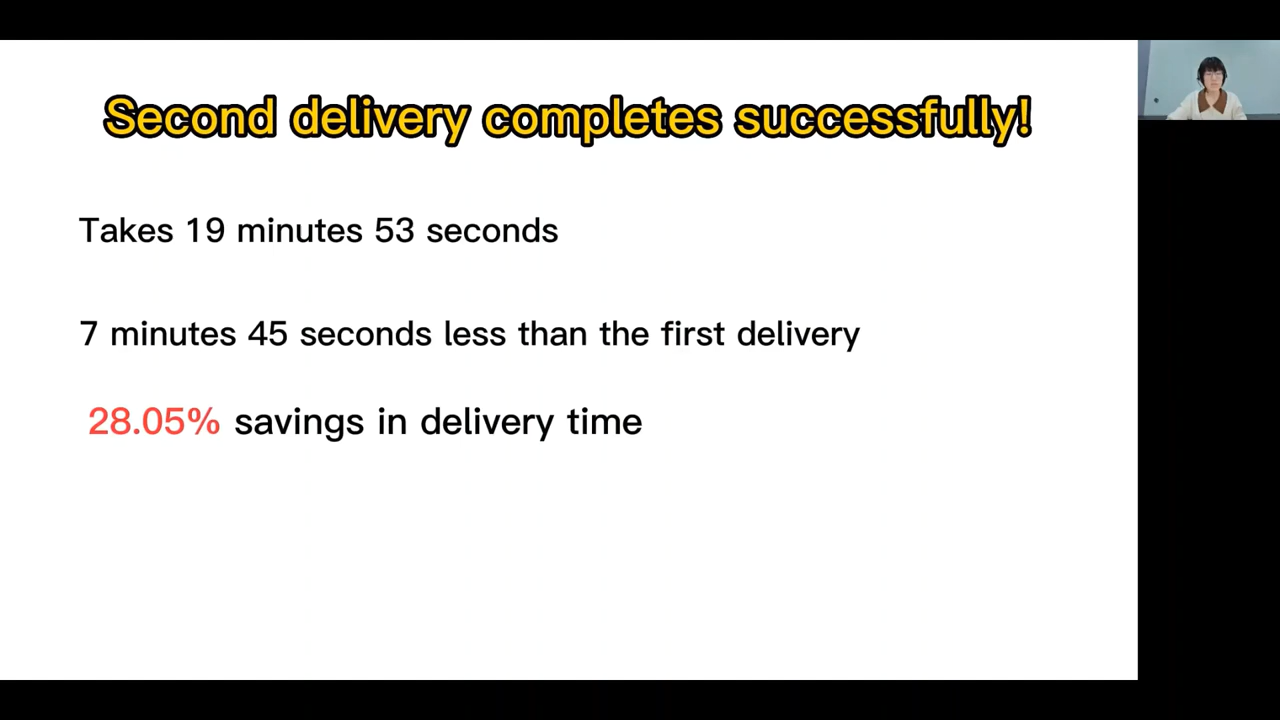 Second delivery completes successfully!
Takes 19 minutes 53 seconds
7 minutes 45 seconds less than the first delivery
28.05% savings in delivery time